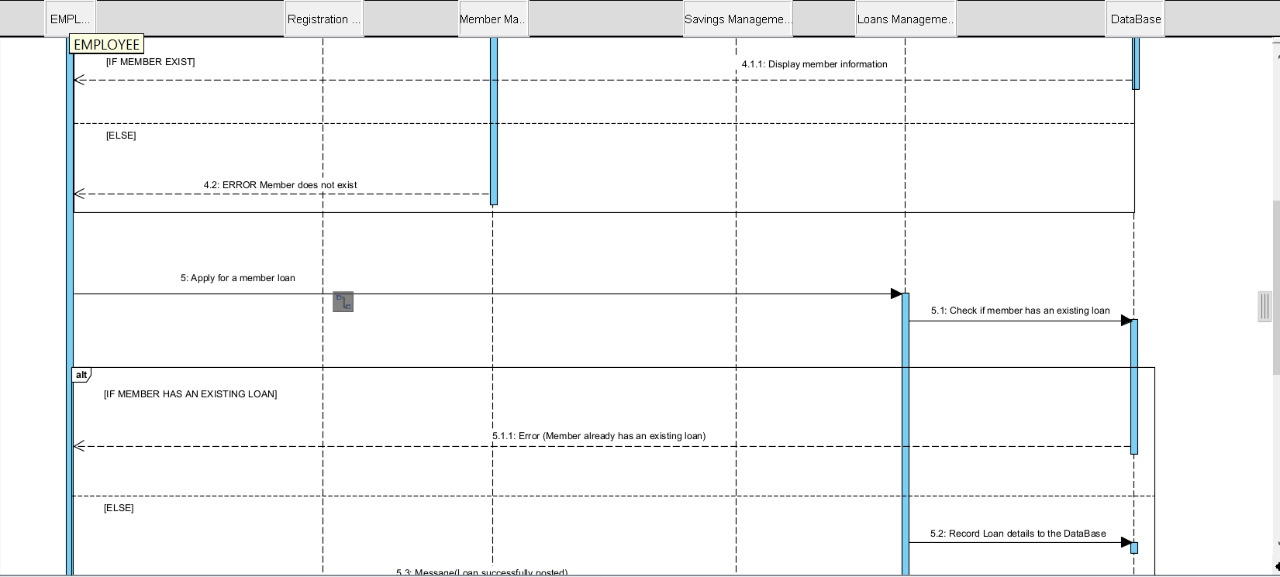 EMPL...
Registration ...
Member Ma..
Savings Manageme..
Loans Manageme..
DataBase
EMPLOYEE
[IF MEMBER EXIST]
4.1.1: Display member information
[ELSE]
4.2: ERROR Member does not exist
5: Apply for a member loan
5.1: Check if member has an existing loan
alt
[IF MEMBER HAS AN EXISTING LOAN]
5.1.1: Error (Member already has an existing loan)
[ELSE]
5.2: Record Loan details to the DataBase
5.3: Message(Loan successfully posted)